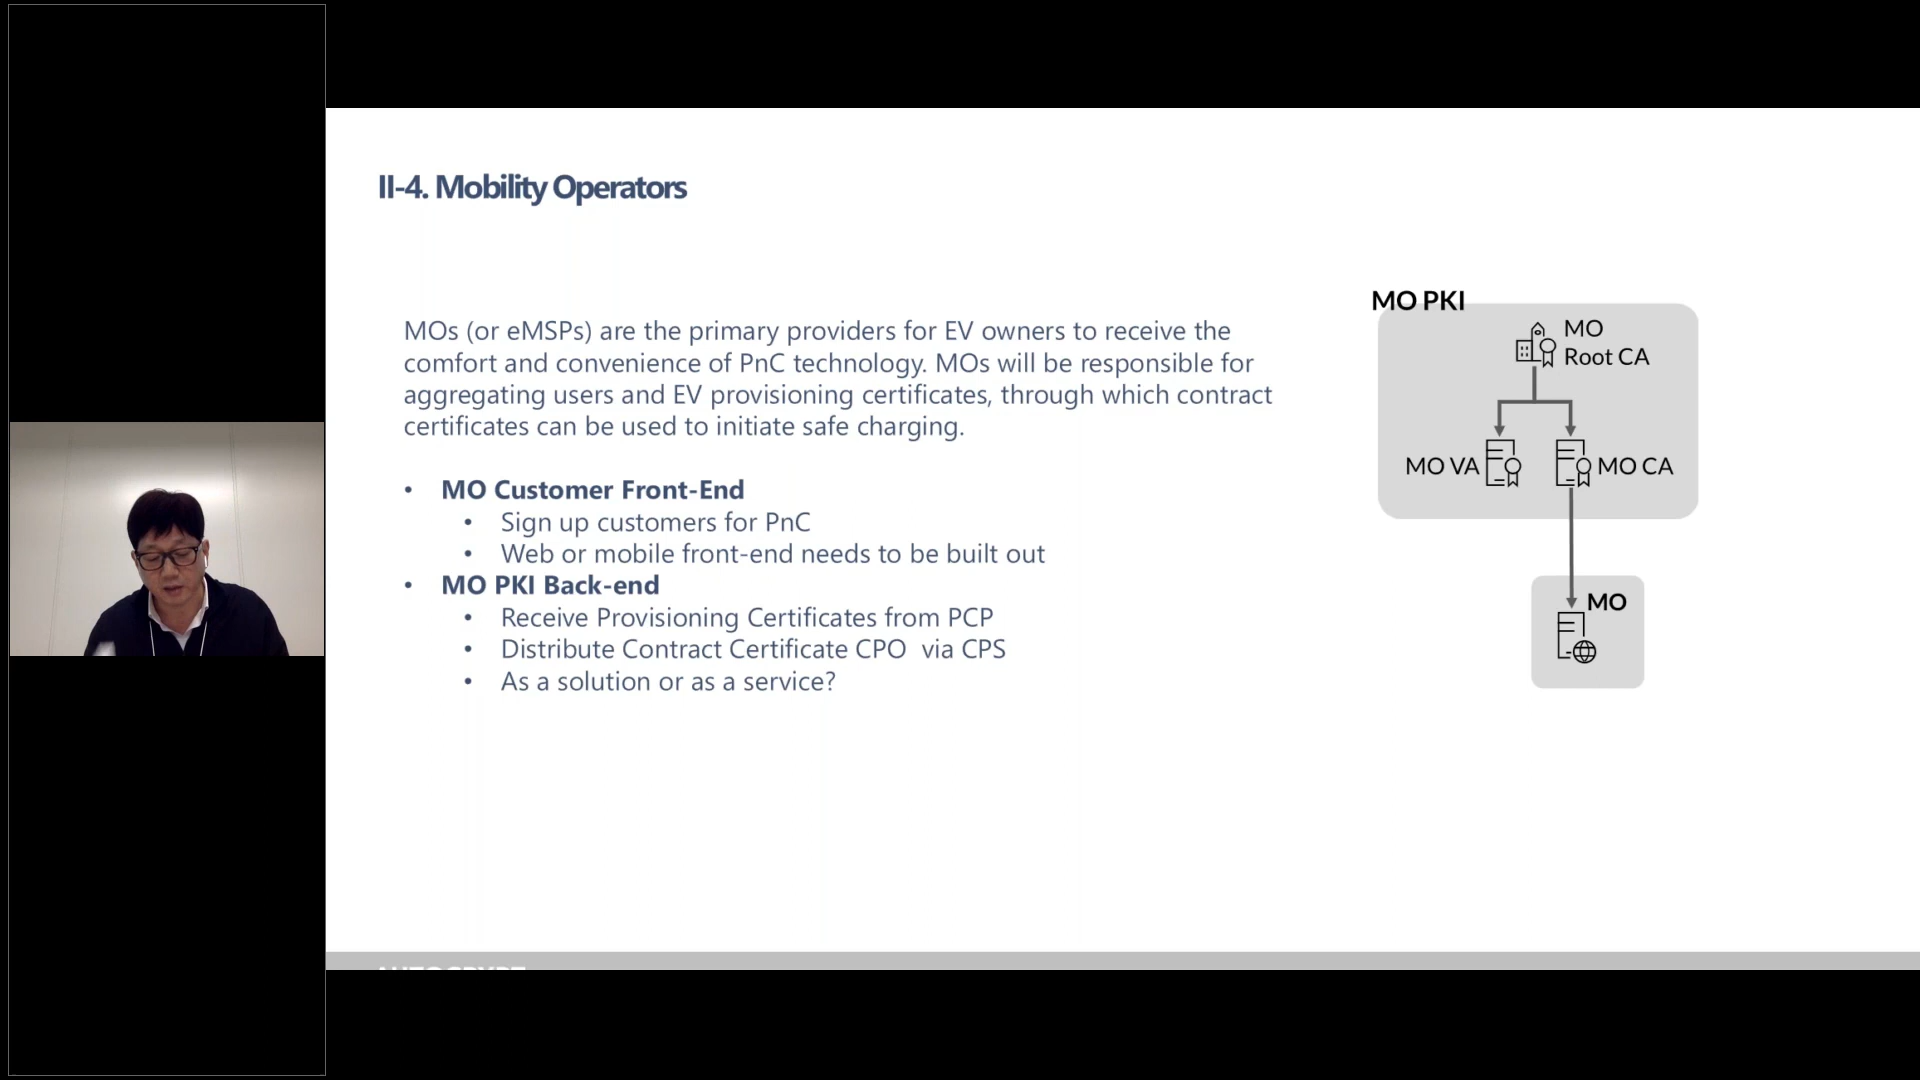 II-4. Mobility Operators
MOs (or eMSPs) are the primary providers for EV owners to receive the
comfort and convenience of PnC technology. MOs will be responsible for
aggregating users and EV provisioning certificates, through which contract
certificates can be used to initiate safe charging.
• MO Customer Front-End
• Sign up customers for PnC
• Web or mobile front-end needs to be built out
• MO PKI Back-end
• Receive Provisioning Certificates from PCP
• Distribute Contract Certificate CPO  via CPS
• As a solution or as a service?
MO PKI
MO
Root CA
MO VA
MO CA
MO